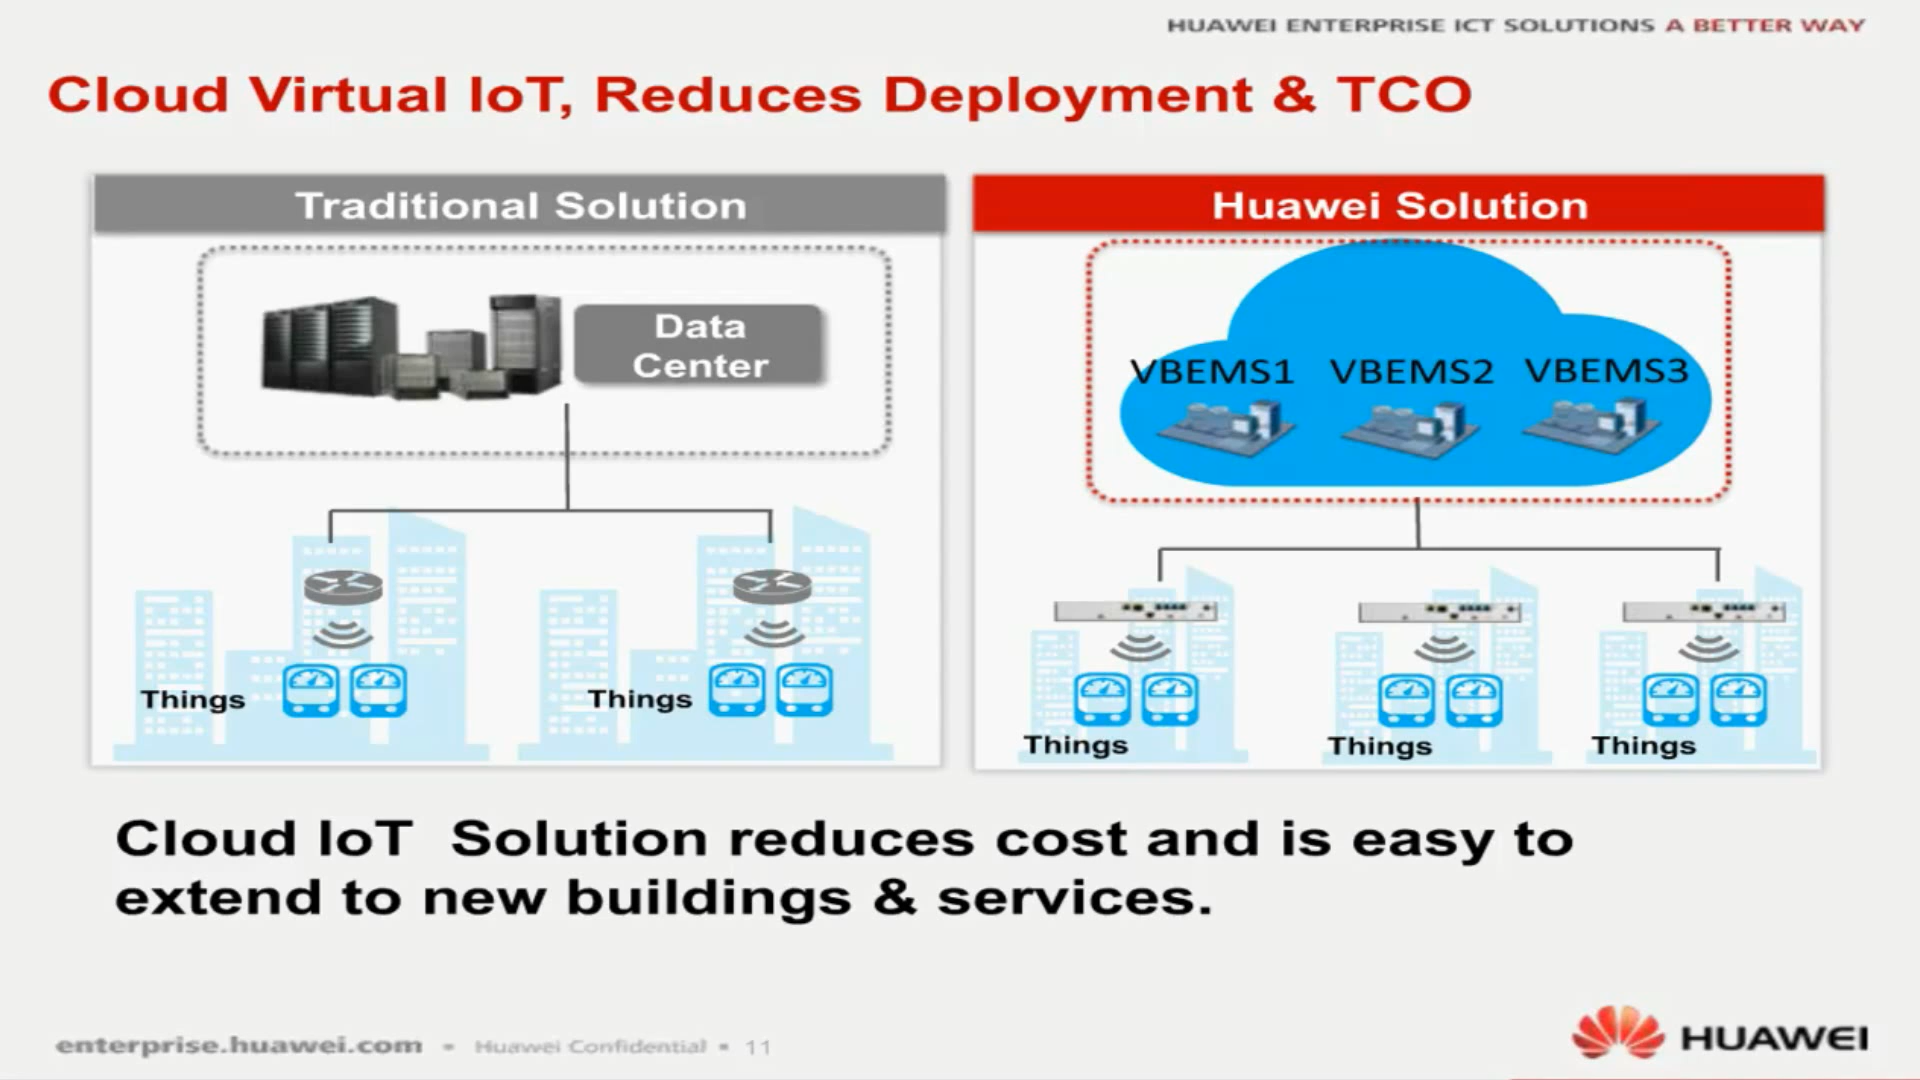 HUAWEI ENTERPRISE ICT SOLUTIONS A BETTER WAY
Cloud Virtual IoT, Reduces Deployment & TCO
Traditional Solution
Data
Center
Things
Things
Huawei Solution
VBEMS1 VBEMS2 VBEMS3
Things
Things
Things
Cloud IoT Solution reduces cost and is easy to
extend to new buildings & services.
enterprise.huawei.com ▪ Huawei Confidential ▪ 11
HUAWEI